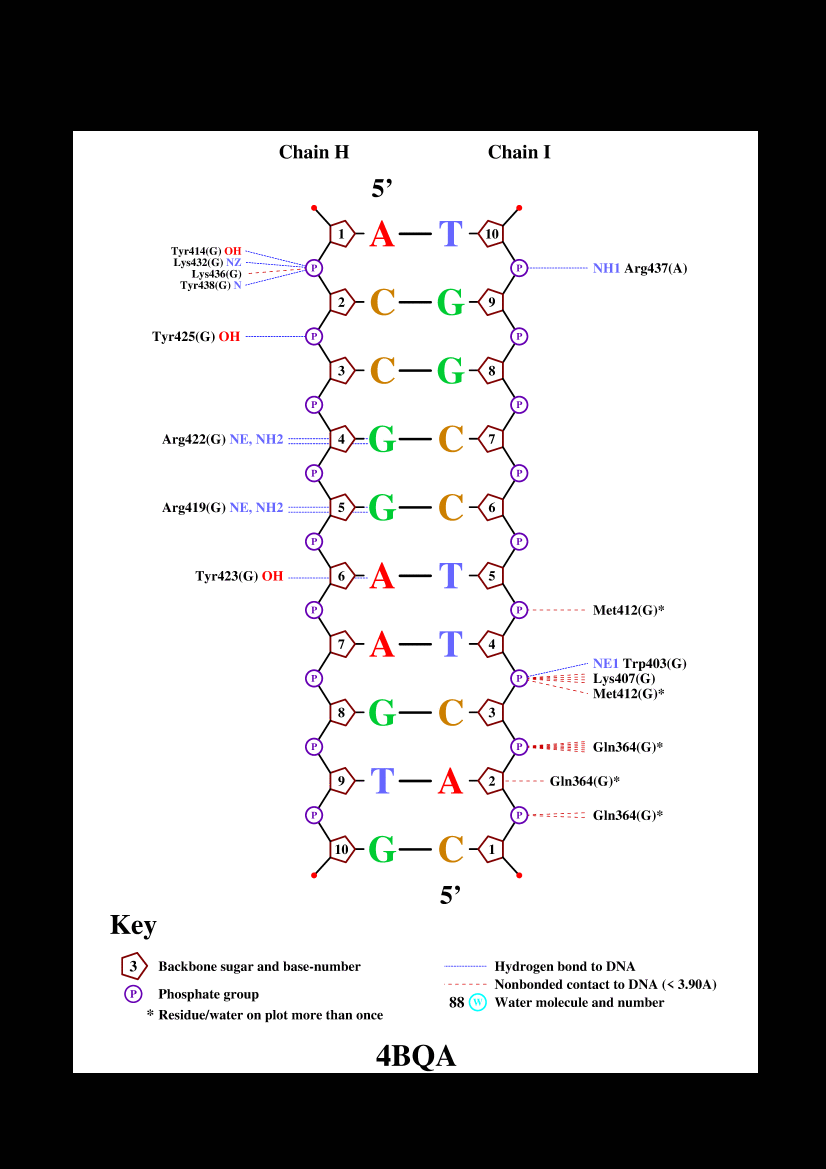 Chain H Chain I
5’
1 A T 10
Tyr414(G) OH
Lys432(G) NZ
P P NH1 Arg437(A)
Lys436(G)
Tyr438(G) N
2 C G 9
Tyr425(G) OH P P
3 C G 8
P P
Arg422(G) NE, NH2 4 G C 7
P P
Arg419(G) NE, NH2 5 G C 6
P P
Tyr423(G) OH 6 A T 5
P P Met412(G)*
7 A T 4
NE1 Trp403(G)
P P Lys407(G)
Met412(G)*
8 G C 3
P P Gln364(G)*
9 T A 2 Gln364(G)*
P P Gln364(G)*
10 G C 1
5’
Key
3 Backbone sugar and base-number
P Phosphate group
* Residue/water on plot more than once
Hydrogen bond to DNA
Nonbonded contact to DNA (< 3.90A)
88 W Water molecule and number
4BQA